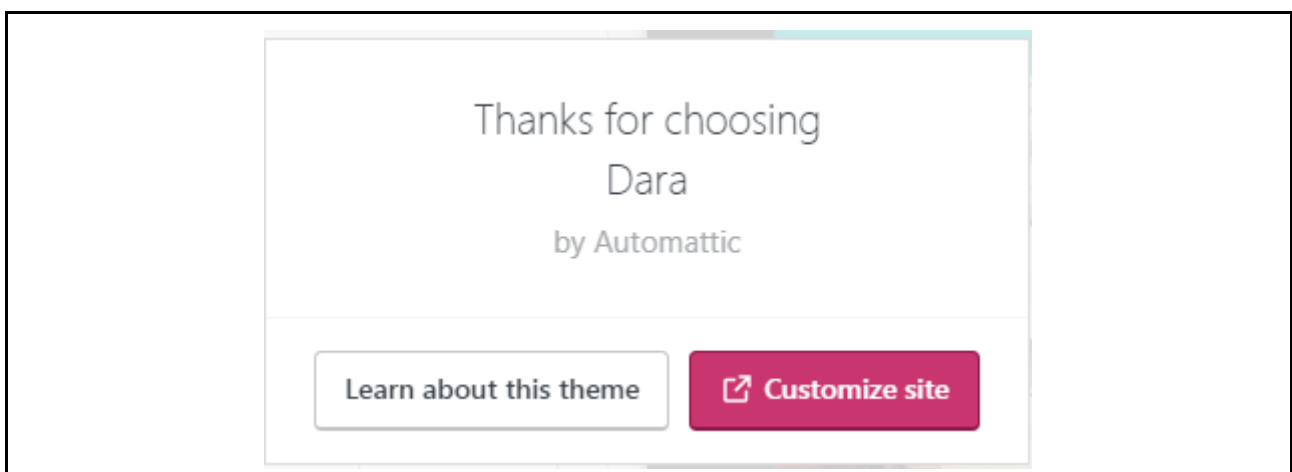 Thanks for choosing
Dara
by Automattic
Learn about this theme
Customize site